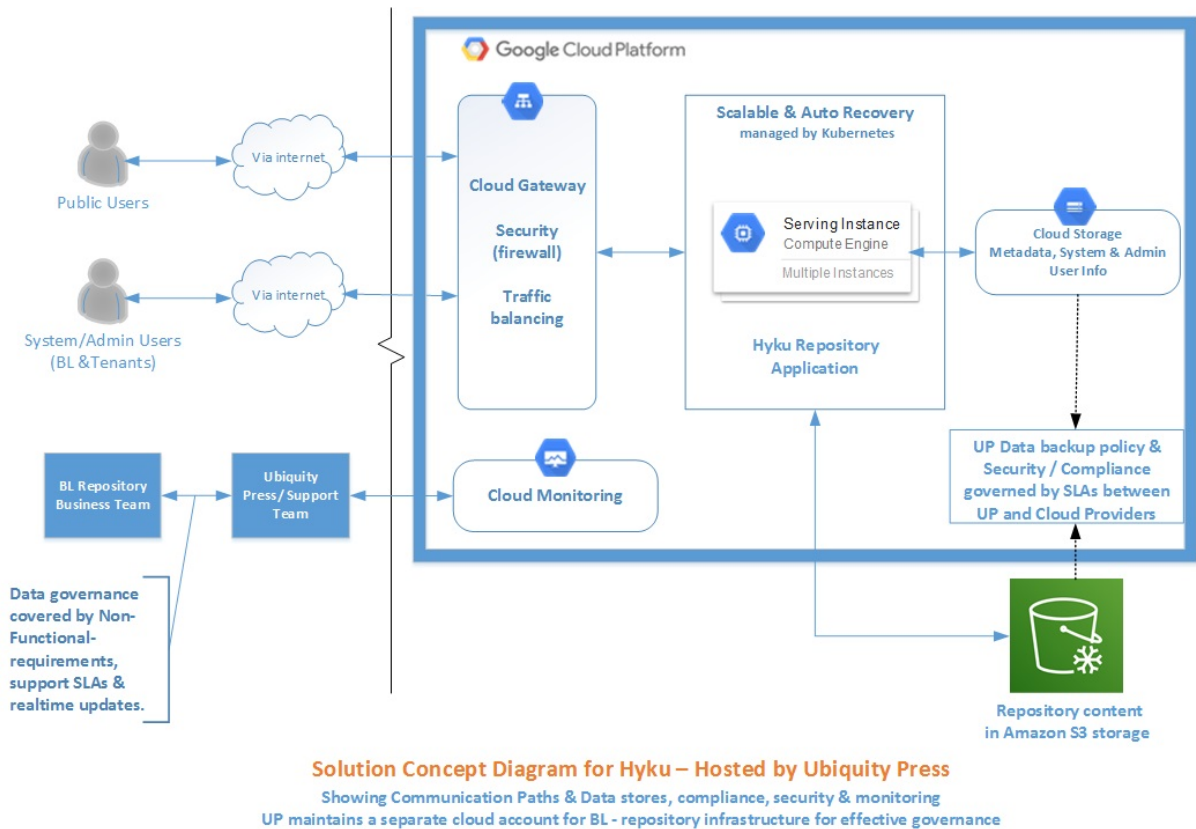 Google Cloud Platform
Public Users
Via internet
System/Admin Users
(BL &Tenants)
Via internet
Cloud Gateway
Security
(firewall)
Traffic
balancing
Scalable & Auto Recovery
managed by Kubernetes
Serving Instance
Compute Engine
Multiple Instances
Hyku Repository
Application
Cloud Storage
Metadata, System & Admin
User Info
UP Data backup policy &
Security / Compliance
governed by SLAs between
UP and Cloud Providers
BL Repository
Business Team
Ubiquity
Press/Support
Team
Cloud Monitoring
Data governance
covered by Non-
Functional-
requirements,
support SLAs &
realtime updates.
Repository content
in Amazon S3 storage
Solution Concept Diagram for Hyku – Hosted by Ubiquity Press
Showing Communication Paths & Data stores, compliance, security & monitoring
UP maintains a separate cloud account for BL - repository infrastructure for effective governance